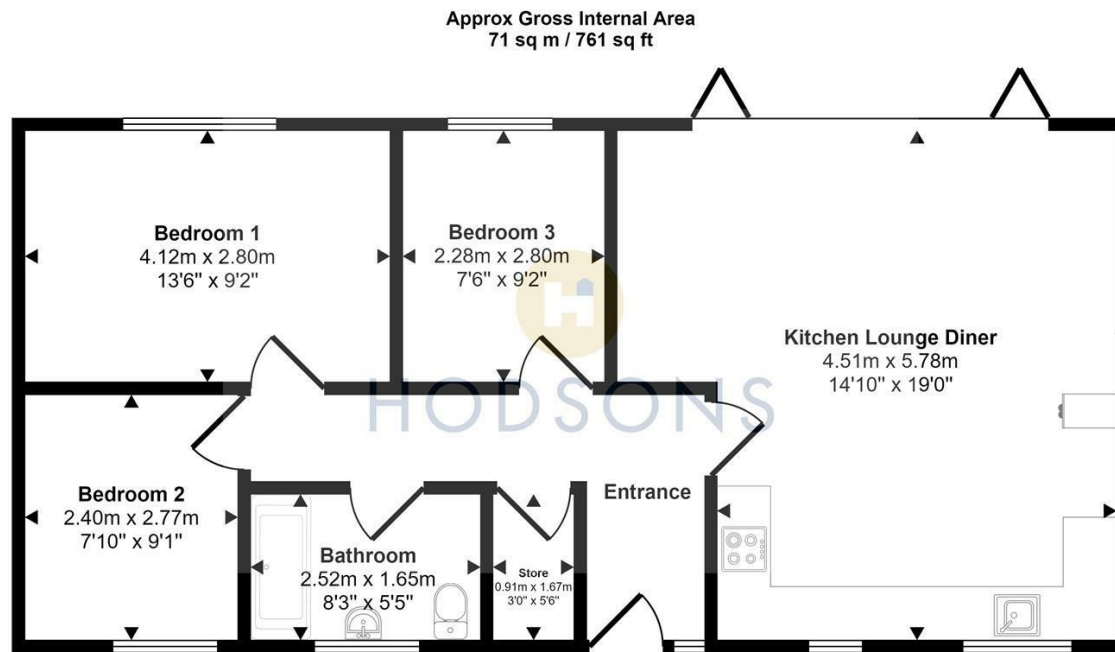 Approx Gross Internal Area
71 sq m / 761 sq ft
Bedroom 1
4.12m x 2.80m
13'6" x 9'2"
Bedroom 3
2.28m x 2.80m
7'6" x 9'2"
Kitchen Lounge Diner
4.51m x 5.78m
14'10" x 19'0"
H
HODSONS
Bedroom 2
2.40m x 2.77m
7'10" x 9'1"
Entrance
Bathroom
2.52m x 1.65m
8'3" x 5'5"
Store
0.91m x 1.67m
3'0" x 5'6"